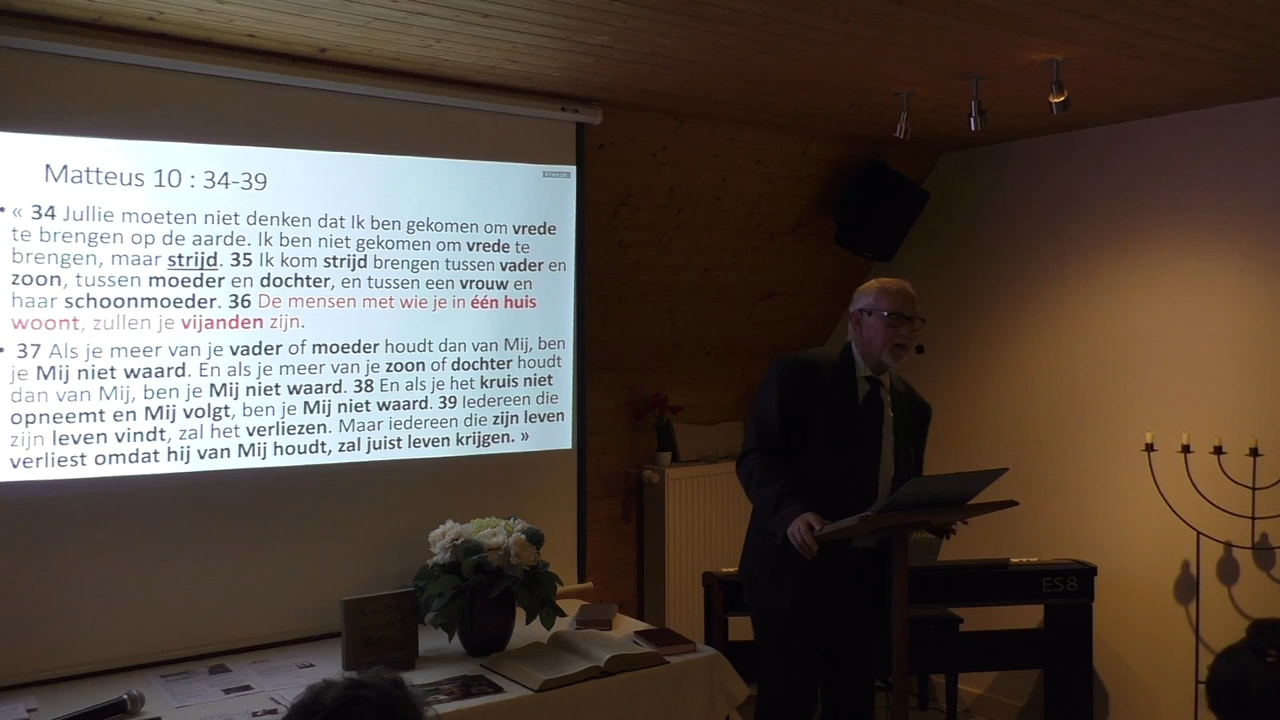 Matteus 10 : 34-39
Freeze
• « 34 Jullie moeten niet denken dat Ik ben gekomen om vrede
te brengen op de aarde. Ik ben niet gekomen om vrede te
brengen, maar strijd. 35 Ik kom strijd brengen tussen vader en
zoon, tussen moeder en dochter, en tussen een vrouw en
haar schoonmoeder. 36 De mensen met wie je in één huis
woont, zullen je vijanden zijn.
• 37 Als je meer van je vader of moeder houdt dan van Mij, ben
je Mij niet waard. En als je meer van je zoon of dochter houdt
dan van Mij, ben je Mij niet waard. 38 En als je het kruis niet
opneemt en Mij volgt, ben je Mij niet waard. 39 Iedereen die
zijn leven vindt, zal het verliezen. Maar iedereen die zijn leven
verliest omdat hij van Mij houdt, zal juist leven krijgen. »
ES8